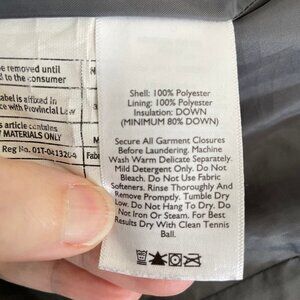 be removed until
d to the consumer
label is affixed in
ce with Provincial Law
is article contains
MATERIALS ONLY
Reg No. 01T-0413204
Fabr
Shell: 100% Polyester
Lining: 100% Polyester
Insulation: DOWN
(MINIMUM 80% DOWN)
Secure All Garment Closures
Before Laundering. Machine
Wash Warm Delicate Separately.
Mild Detergent Only. Do Not
Bleach. Do Not Use Fabric
Softeners. Rinse Thoroughly And
Remove Promptly. Tumble Dry
Low. Do Not Hang To Dry. Do
Not Iron Or Steam. For Best
Results Dry With Clean Tennis
Ball.